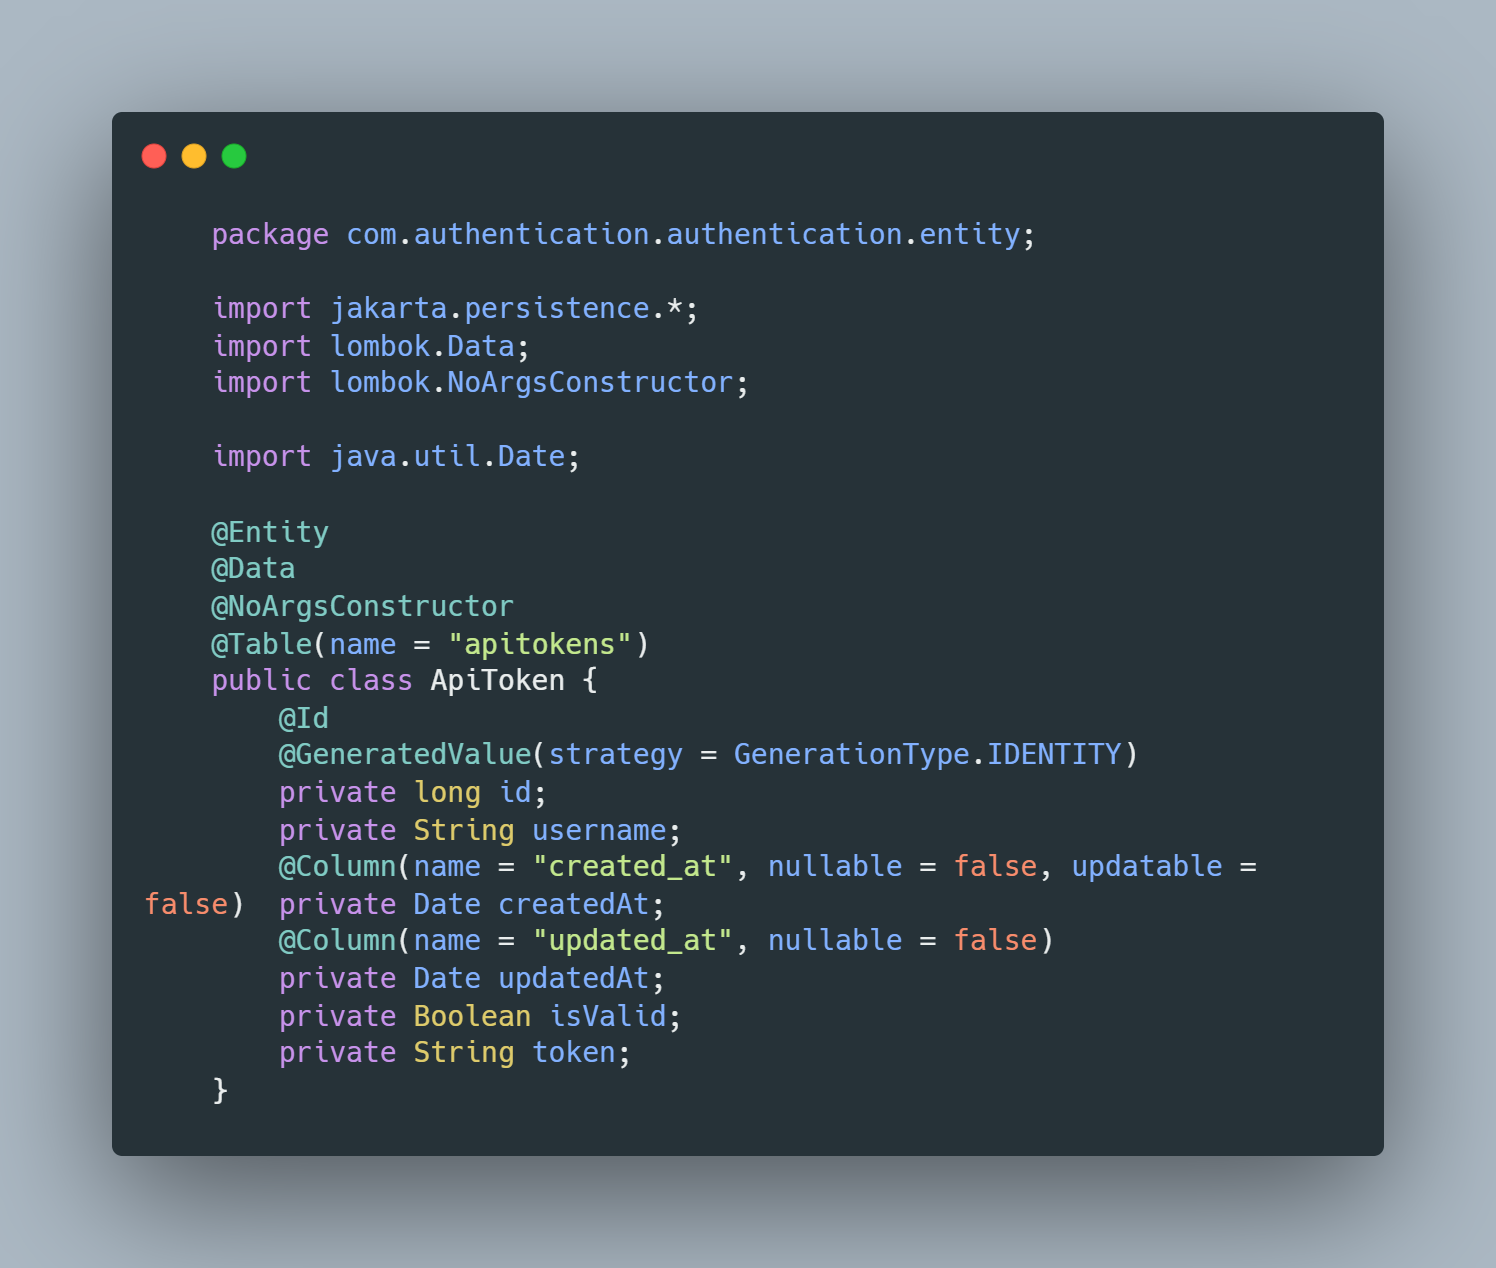 package com.authentication.authentication.entity;

import jakarta.persistence.*;
import lombok.Data;
import lombok.NoArgsConstructor;

import java.util.Date;

@Entity
@Data
@NoArgsConstructor
@Table(name = "apitokens")
public class ApiToken {
    @Id
    @GeneratedValue(strategy = GenerationType.IDENTITY)
    private long id;
    private String username;
    @Column(name = "created_at", nullable = false, updatable =
false)  private Date createdAt;
    @Column(name = "updated_at", nullable = false)
    private Date updatedAt;
    private Boolean isValid;
    private String token;
}